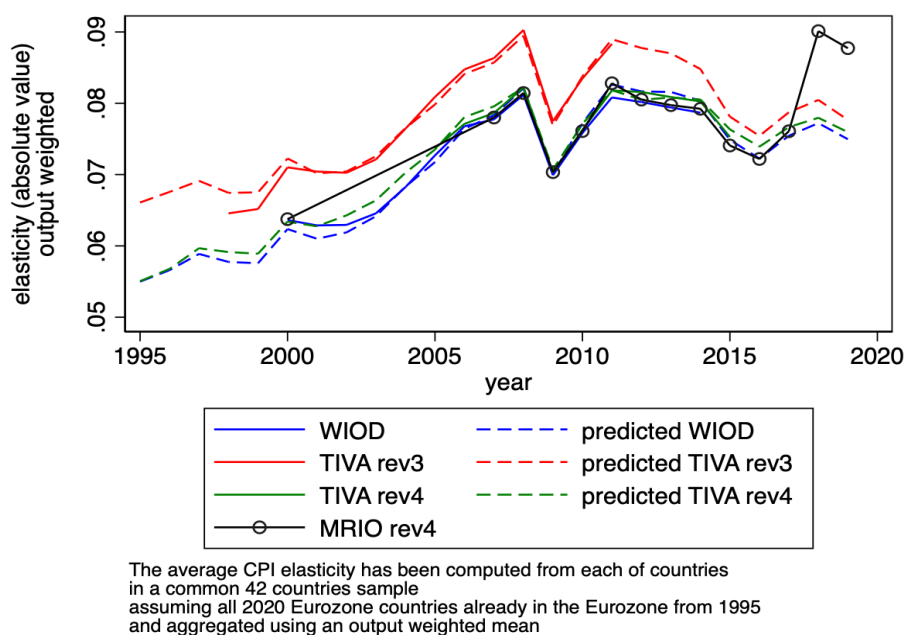 elasticity (absolute value)
output weighted
.09
.08
.07
.06
.05
1995
2000
2005
2010
2015
2020
year
WIOD
predicted WIOD
TIVA rev3
predicted TIVA rev3
TIVA rev4
predicted TIVA rev4
MRIO rev4
The average CPI elasticity has been computed from each of countries
in a common 42 countries sample
assuming all 2020 Eurozone countries already in the Eurozone from 1995
and aggregated using an output weighted mean